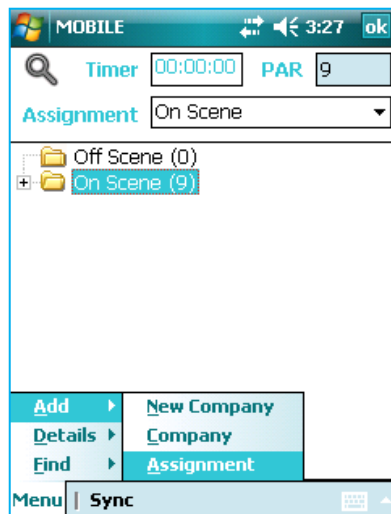 MOBILE 3:27 ok
Timer 00:00:00 PAR 9
Assignment On Scene
Off Scene (0)
On Scene (9)
Add New Company
Details Company
Find Assignment
Menu Sync